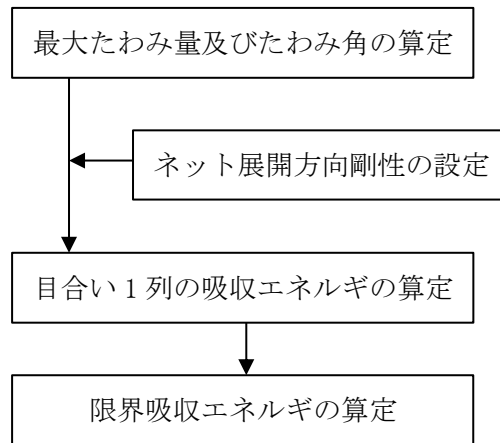 最大たわみ量及びたわみ角の算定
ネット展開方向剛性の設定
目合い1列の吸収エネルギの算定
限界吸収エネルギの算定